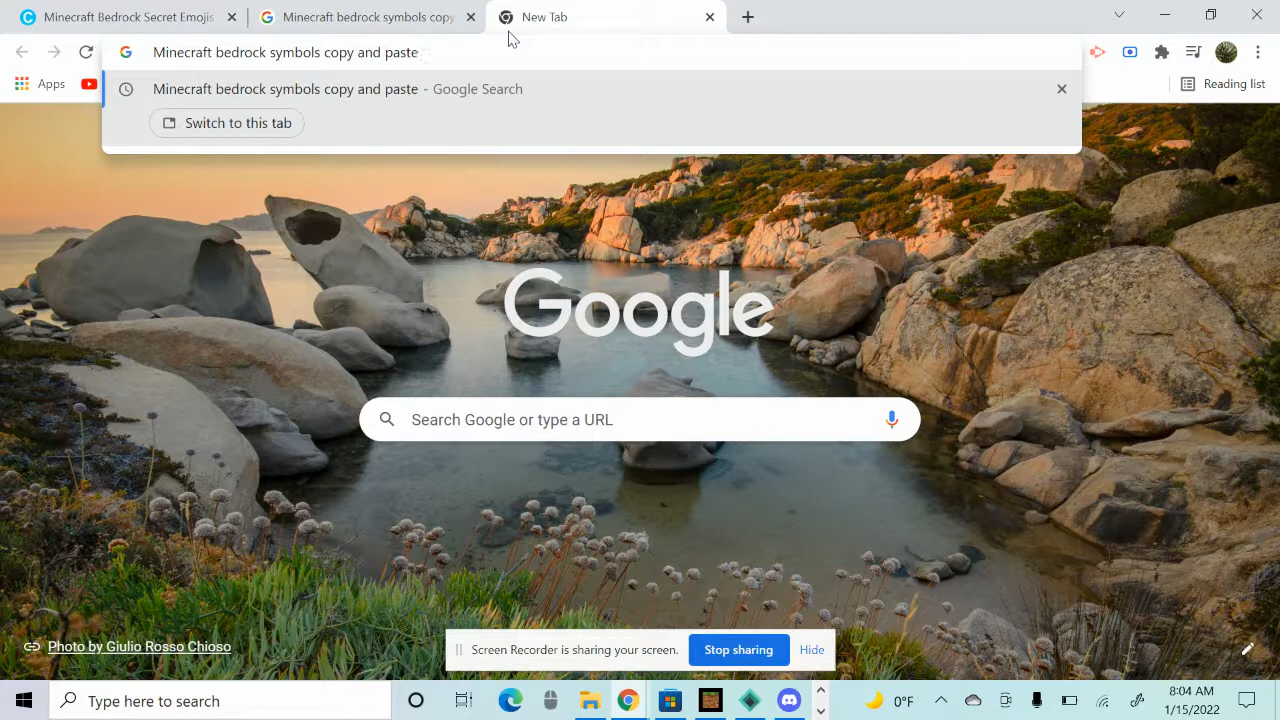 Minecraft Bedrock Secret Emojis
Minecraft bedrock symbols copy
New Tab
Minecraft bedrock symbols copy and paste
Minecraft bedrock symbols copy and paste - Google Search
Switch to this tab
Apps
Reading list
Google
Search Google or type a URL
Photo by Giulio Rosso Chioso
Screen Recorder is sharing your screen.
Stop sharing
Hide
Type here to search
0°F
8:04 AM
1/15/2022